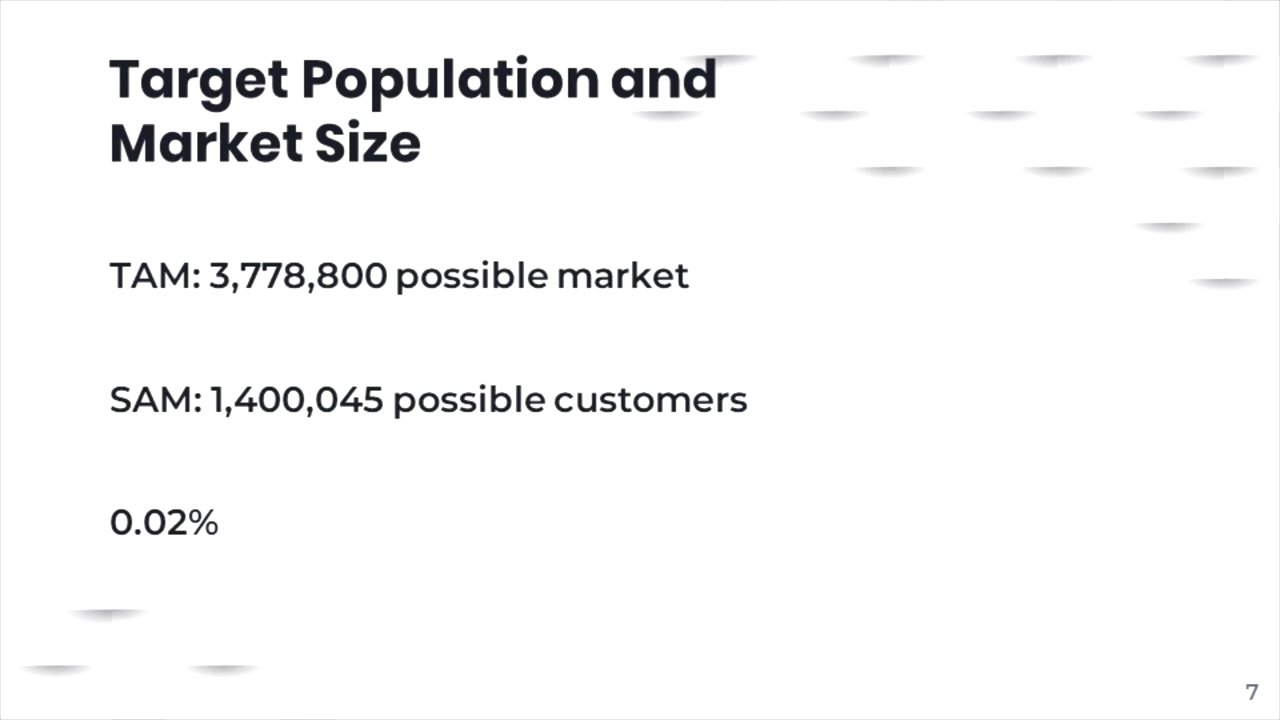 Target Population and
Market Size
TAM: 3,778,800 possible market
SAM: 1,400,045 possible customers
0.02%
7